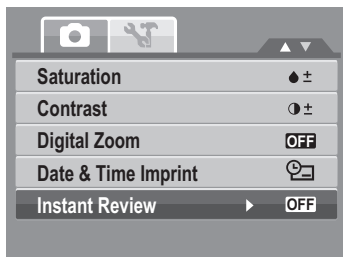 Saturation
Contrast
Digital Zoom OFF
Date & Time Imprint
Instant Review OFF